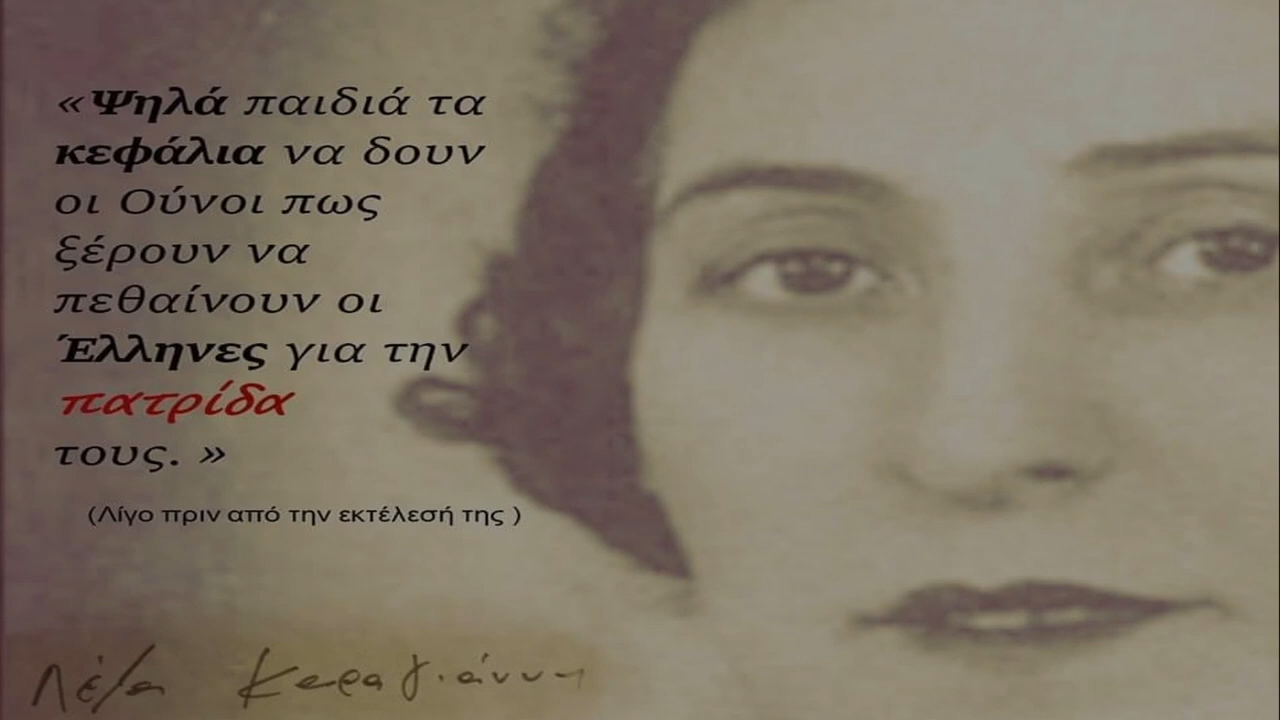 «Ψηλά παιδιά τα
κεφάλια να δουν
οι Ούνοι πως
ξέρουν να
πεθαίνουν οι
Έλληνες για την
πατρίδα
τους. »
(Λίγο πριν από την εκτέλεσή της )
Λέλα Καραγιάννη